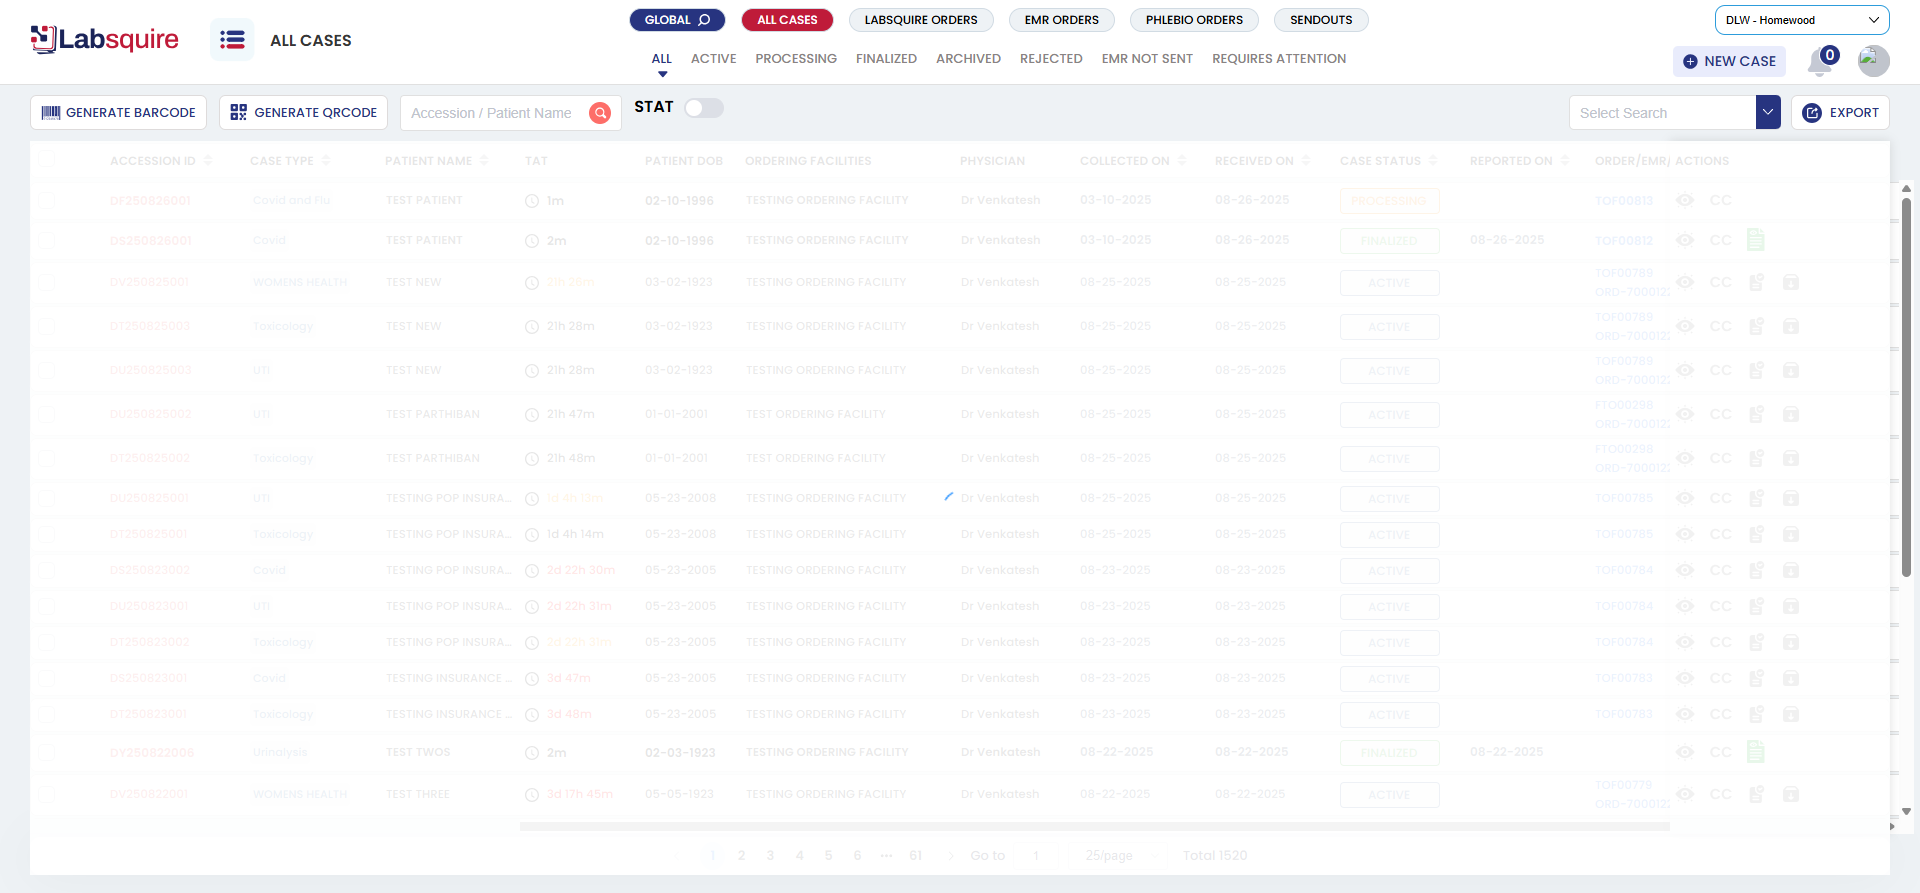 Labsquire
ALL CASES
GLOBAL
ALL CASES
LABSQUIRE ORDERS
EMR ORDERS
PHLEBIO ORDERS
SENDOUTS
DLW - Homewood
ALL
ACTIVE
PROCESSING
FINALIZED
ARCHIVED
REJECTED
EMR NOT SENT
REQUIRES ATTENTION
NEW CASE
0
GENERATE BARCODE
GENERATE QRCODE
Accession / Patient Name
STAT
Select Search
EXPORT
ACCESSION ID CASE TYPE PATIENT NAME TAT PATIENT DOB ORDERING FACILITIES PHYSICIAN COLLECTED ON RECEIVED ON CASE STATUS REPORTED ON ORDER/EMR/ ACTIONS
DF250826001 Covid and Flu TEST PATIENT 1m 02-10-1996 TESTING ORDERING FACILITY Dr Venkatesh 03-10-2025 08-26-2025 PROCESSING TOF00813 CC
DS250826001 Covid TEST PATIENT 2m 02-10-1996 TESTING ORDERING FACILITY Dr Venkatesh 03-10-2025 08-26-2025 FINALIZED 08-26-2025 TOF00812 CC
DV250825001 WOMENS HEALTH TEST NEW 21h 28m 03-02-1923 TESTING ORDERING FACILITY Dr Venkatesh 08-25-2025 08-25-2025 ACTIVE TOF00789 ORD-7000122 CC
DT250825003 Toxicology TEST NEW 21h 28m 03-02-1923 TESTING ORDERING FACILITY Dr Venkatesh 08-25-2025 08-25-2025 ACTIVE TOF00789 ORD-7000122 CC
DU250825003 UTI TEST NEW 21h 28m 03-02-1923 TESTING ORDERING FACILITY Dr Venkatesh 08-25-2025 08-25-2025 ACTIVE TOF00789 ORD-7000122 CC
DU250825002 UTI TEST PARTHIBAN 21h 47m 01-01-2001 TEST ORDERING FACILITY Dr Venkatesh 08-25-2025 08-25-2025 ACTIVE FTO00298 ORD-7000122 CC
DT250825002 Toxicology TEST PARTHIBAN 21h 48m 01-01-2001 TEST ORDERING FACILITY Dr Venkatesh 08-25-2025 08-25-2025 ACTIVE FTO00298 ORD-7000122 CC
DU250825001 UTI TESTING POP INSURA... 1d 4h 13m 05-23-2008 TESTING ORDERING FACILITY Dr Venkatesh 08-25-2025 08-25-2025 ACTIVE TOF00785 CC
DT250825001 Toxicology TESTING POP INSURA... 1d 4h 14m 05-23-2008 TESTING ORDERING FACILITY Dr Venkatesh 08-25-2025 08-25-2025 ACTIVE TOF00785 CC
DS250823002 Covid TESTING POP INSURA... 2d 22h 30m 05-23-2005 TESTING ORDERING FACILITY Dr Venkatesh 08-23-2025 08-23-2025 ACTIVE TOF00784 CC
DU250823001 UTI TESTING POP INSURA... 2d 22h 31m 05-23-2005 TESTING ORDERING FACILITY Dr Venkatesh 08-23-2025 08-23-2025 ACTIVE TOF00784 CC
DT250823002 Toxicology TESTING POP INSURA... 2d 22h 31m 05-23-2005 TESTING ORDERING FACILITY Dr Venkatesh 08-23-2025 08-23-2025 ACTIVE TOF00784 CC
DS250823001 Covid TESTING INSURANCE ... 3d 47m 05-23-2005 TESTING ORDERING FACILITY Dr Venkatesh 08-23-2025 08-23-2025 ACTIVE TOF00783 CC
DT250823001 Toxicology TESTING INSURANCE ... 3d 48m 05-23-2005 TESTING ORDERING FACILITY Dr Venkatesh 08-23-2025 08-23-2025 ACTIVE TOF00783 CC
DY250822006 Urinalysis TEST TWOS 2m 02-03-1923 TESTING ORDERING FACILITY Dr Venkatesh 08-22-2025 08-22-2025 FINALIZED 08-22-2025 CC
DV250822001 WOMENS HEALTH TEST THREE 3d 17h 45m 05-05-1923 TESTING ORDERING FACILITY Dr Venkatesh 08-22-2025 08-22-2025 ACTIVE TOF00779 ORD-7000122 CC
1 2 3 4 5 6 ••• 61 Go to 1 25/page Total 1520